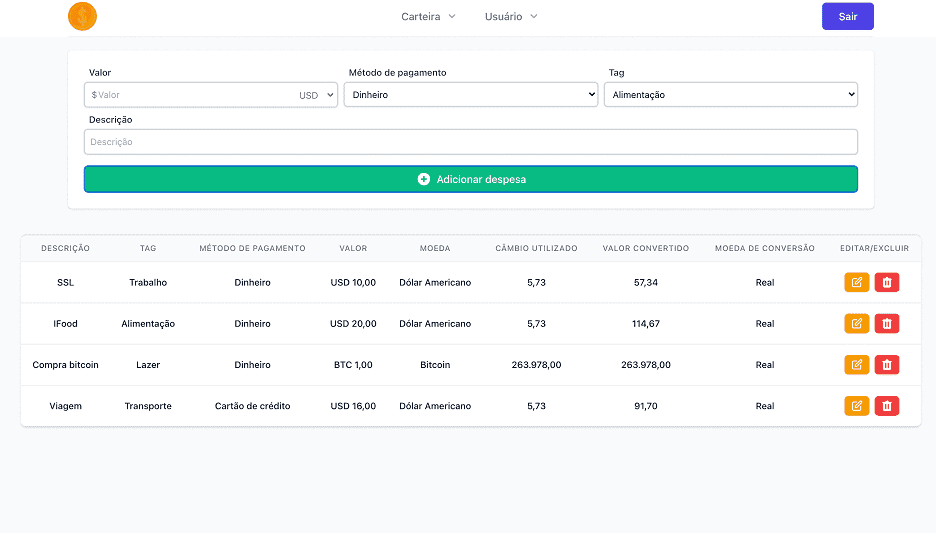 Carteira Usuário Sair
Valor Método de pagamento Tag
$Valor USD Dinheiro Alimentação
Descrição
Descrição
Adicionar despesa
DESCRIÇÃO TAG MÉTODO DE PAGAMENTO VALOR MOEDA CÂMBIO UTILIZADO VALOR CONVERTIDO MOEDA DE CONVERSÃO EDITAR/EXCLUIR
SSL Trabalho Dinheiro USD 10,00 Dólar Americano 5,73 57,34 Real
IFood Alimentação Dinheiro USD 20,00 Dólar Americano 5,73 114,67 Real
Compra bitcoin Lazer Dinheiro BTC 1,00 Bitcoin 263.978,00 263.978,00 Real
Viagem Transporte Cartão de crédito USD 16,00 Dólar Americano 5,73 91,70 Real